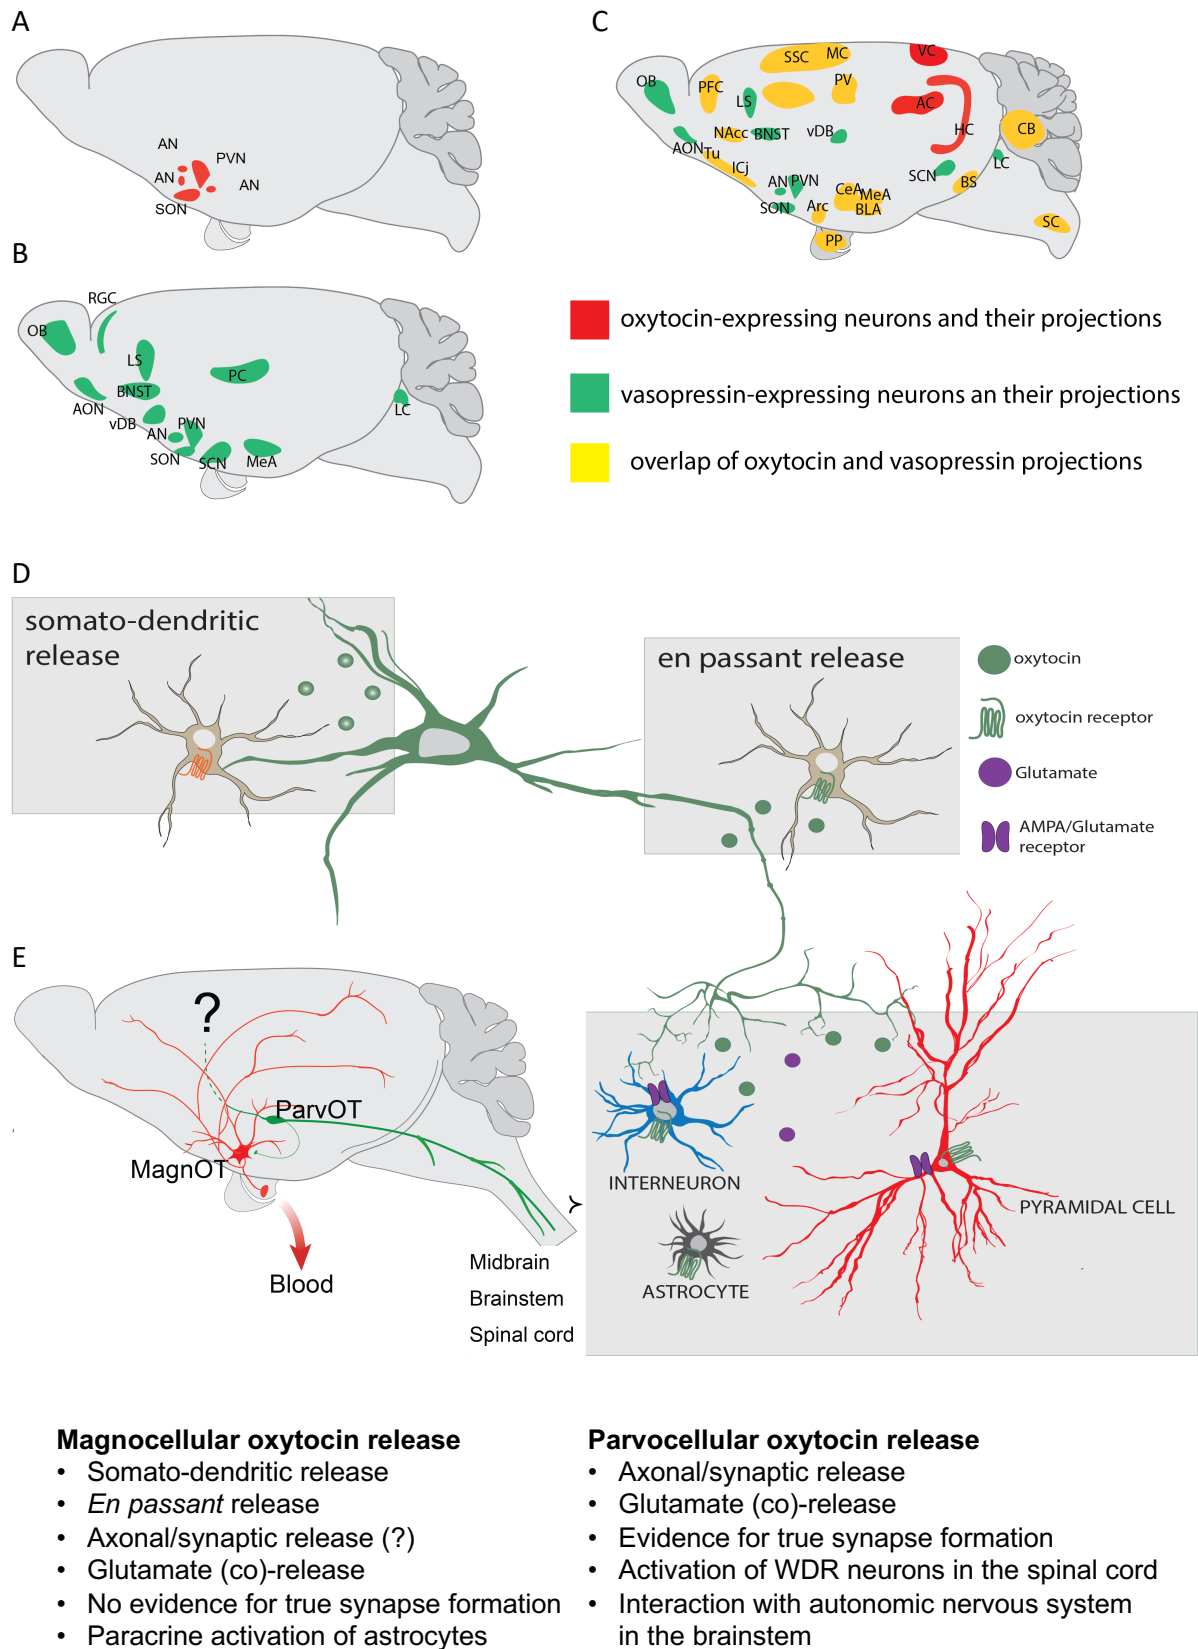 A
AN
PVN
AN
AN
SON
B
RGC
OB
LS
PC
BNST
AON
LC
vDB
PVN
AN
SON
SCN
MeA
C
SSC
MC
VC
OB
PFC
PV
LS
AC
NAcc
BNST
vDB
HC
CB
AON
Tu
ICj
LC
SCN
AN
PVN
BS
CeA
MeA
SON
Arc
BLA
SC
PP
oxytocin-expressing neurons and their projections
vasopressin-expressing neurons an their projections
overlap of oxytocin and vasopressin projections
D
somato-dendritic
release
en passant release
oxytocin
oxytocin receptor
Glutamate
AMPA/Glutamate
receptor
INTERNEURON
PYRAMIDAL CELL
ASTROCYTE
E
?
ParvOT
MagnOT
Blood
Midbrain
Brainstem
Spinal cord
Magnocellular oxytocin release
• Somato-dendritic release
• En passant release
• Axonal/synaptic release (?)
• Glutamate (co)-release
• No evidence for true synapse formation
• Paracrine activation of astrocytes
Parvocellular oxytocin release
• Axonal/synaptic release
• Glutamate (co)-release
• Evidence for true synapse formation
• Activation of WDR neurons in the spinal cord
• Interaction with autonomic nervous system
in the brainstem